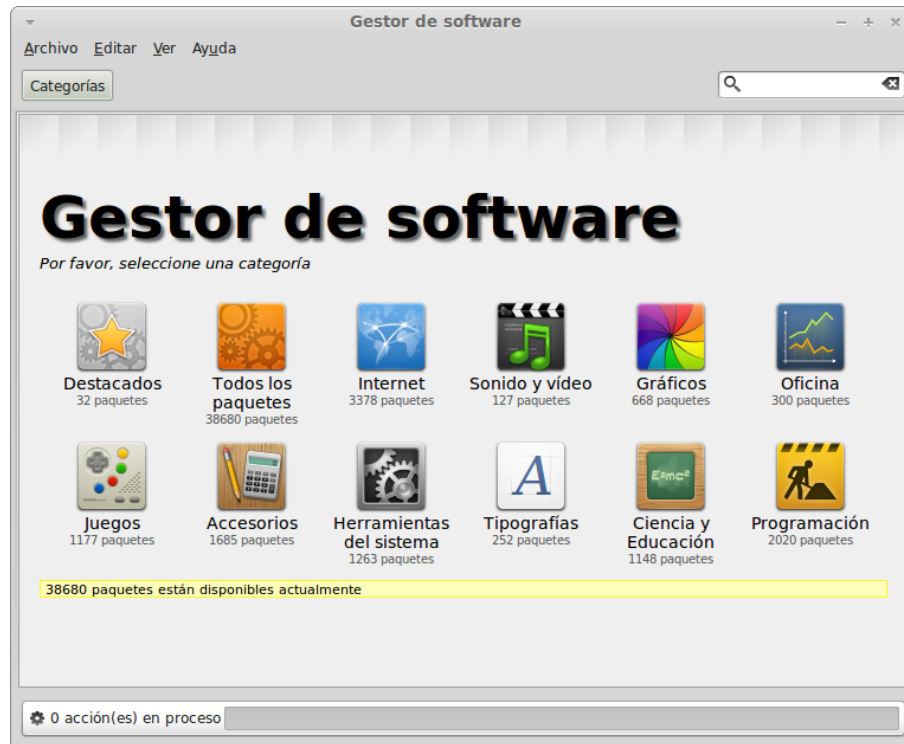 Gestor de software
Archivo Editar Ver Ayuda
Categorías
Gestor de software
Por favor, seleccione una categoría
Destacados
32 paquetes
Todos los
paquetes
38680 paquetes
Internet
3378 paquetes
Sonido y vídeo
127 paquetes
Gráficos
668 paquetes
Oficina
300 paquetes
Juegos
1177 paquetes
Accesorios
1685 paquetes
Herramientas
del sistema
1263 paquetes
A
Tipografías
252 paquetes
E=mc²
Ciencia y
Educación
1148 paquetes
Programación
2020 paquetes
38680 paquetes están disponibles actualmente
0 acción(es) en proceso